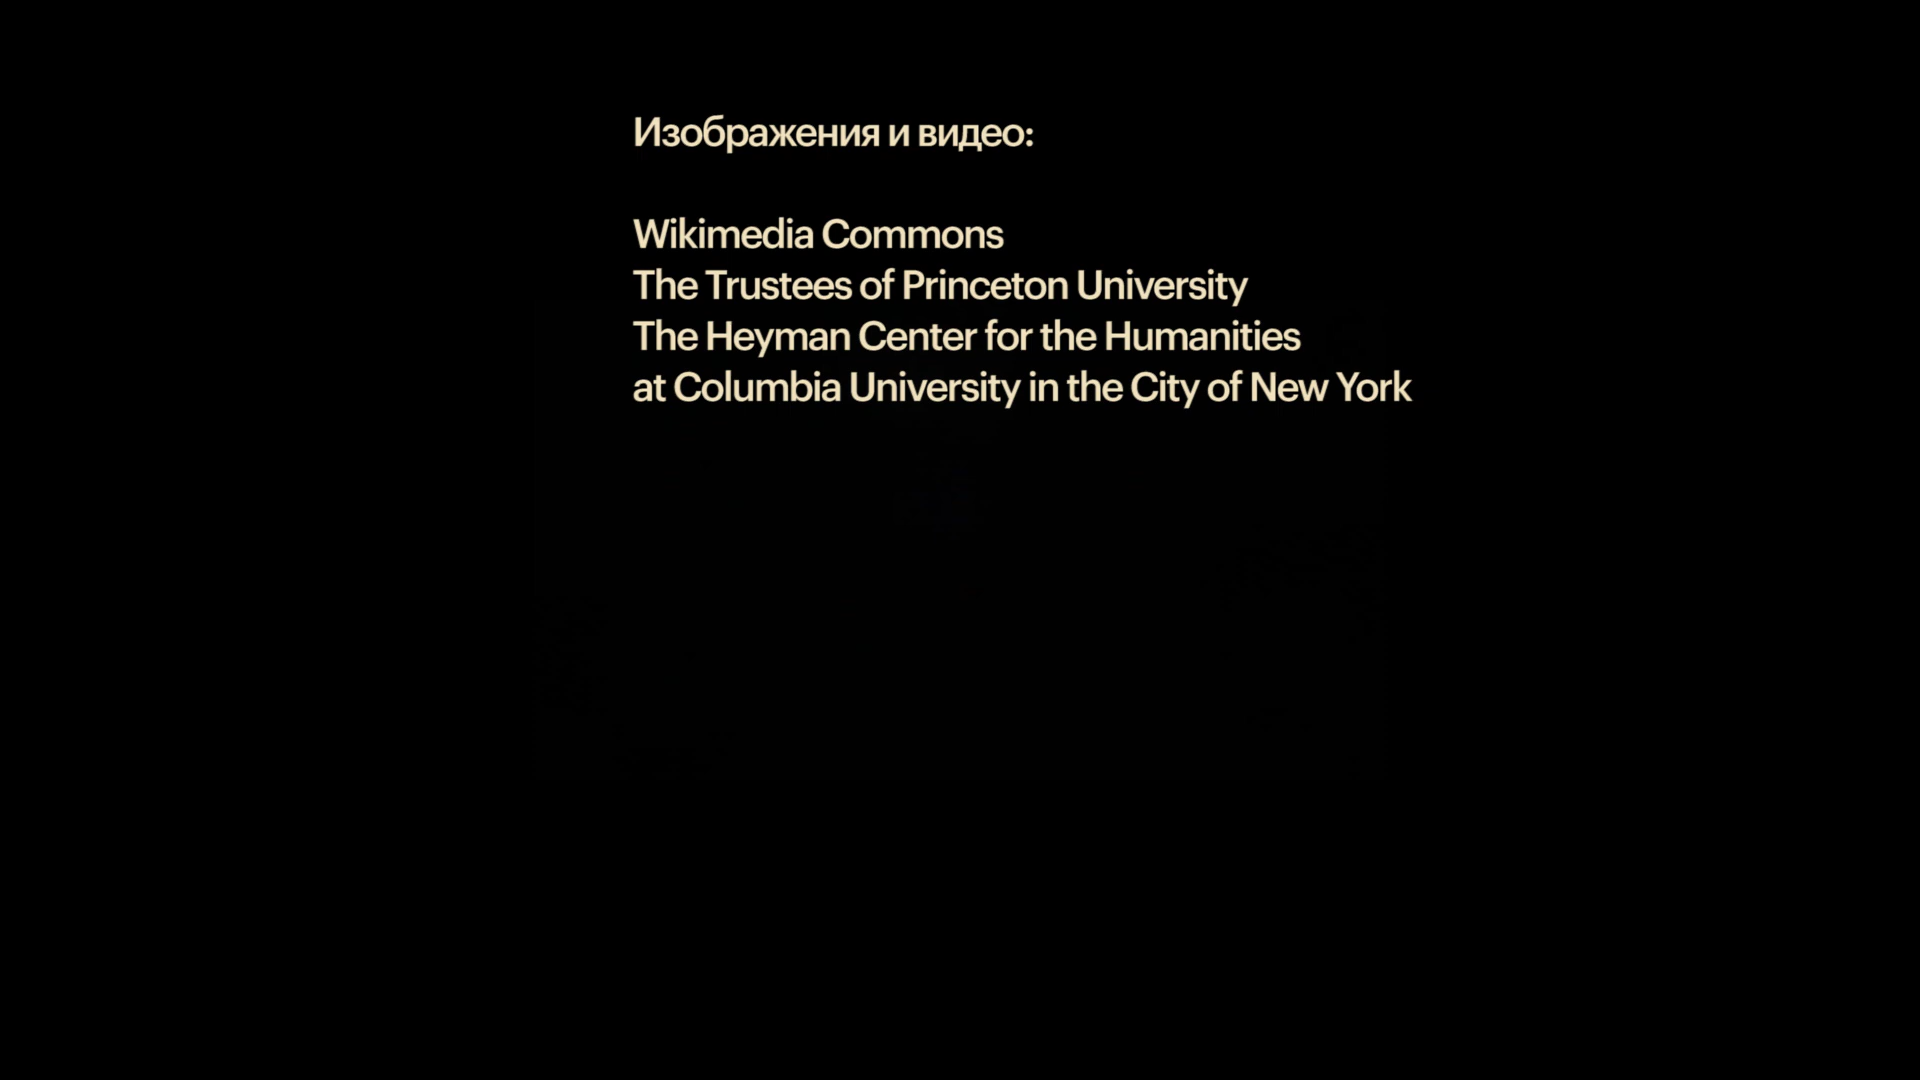 Изображения и видео:
Wikimedia Commons
The Trustees of Princeton University
The Heyman Center for the Humanities
at Columbia University in the City of New York